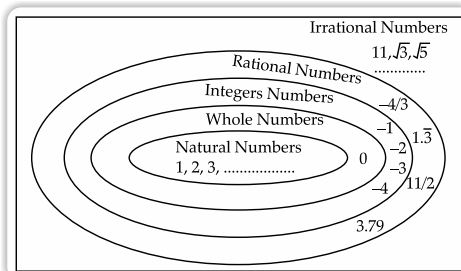 Irrational Numbers
11,√3,√5
.............
Rational Numbers
–4/3
Integers Numbers
Whole Numbers
–1
1.3̅
Natural Numbers
–2
0
1, 2, 3, ..................
–3
11/2
–4
3.79